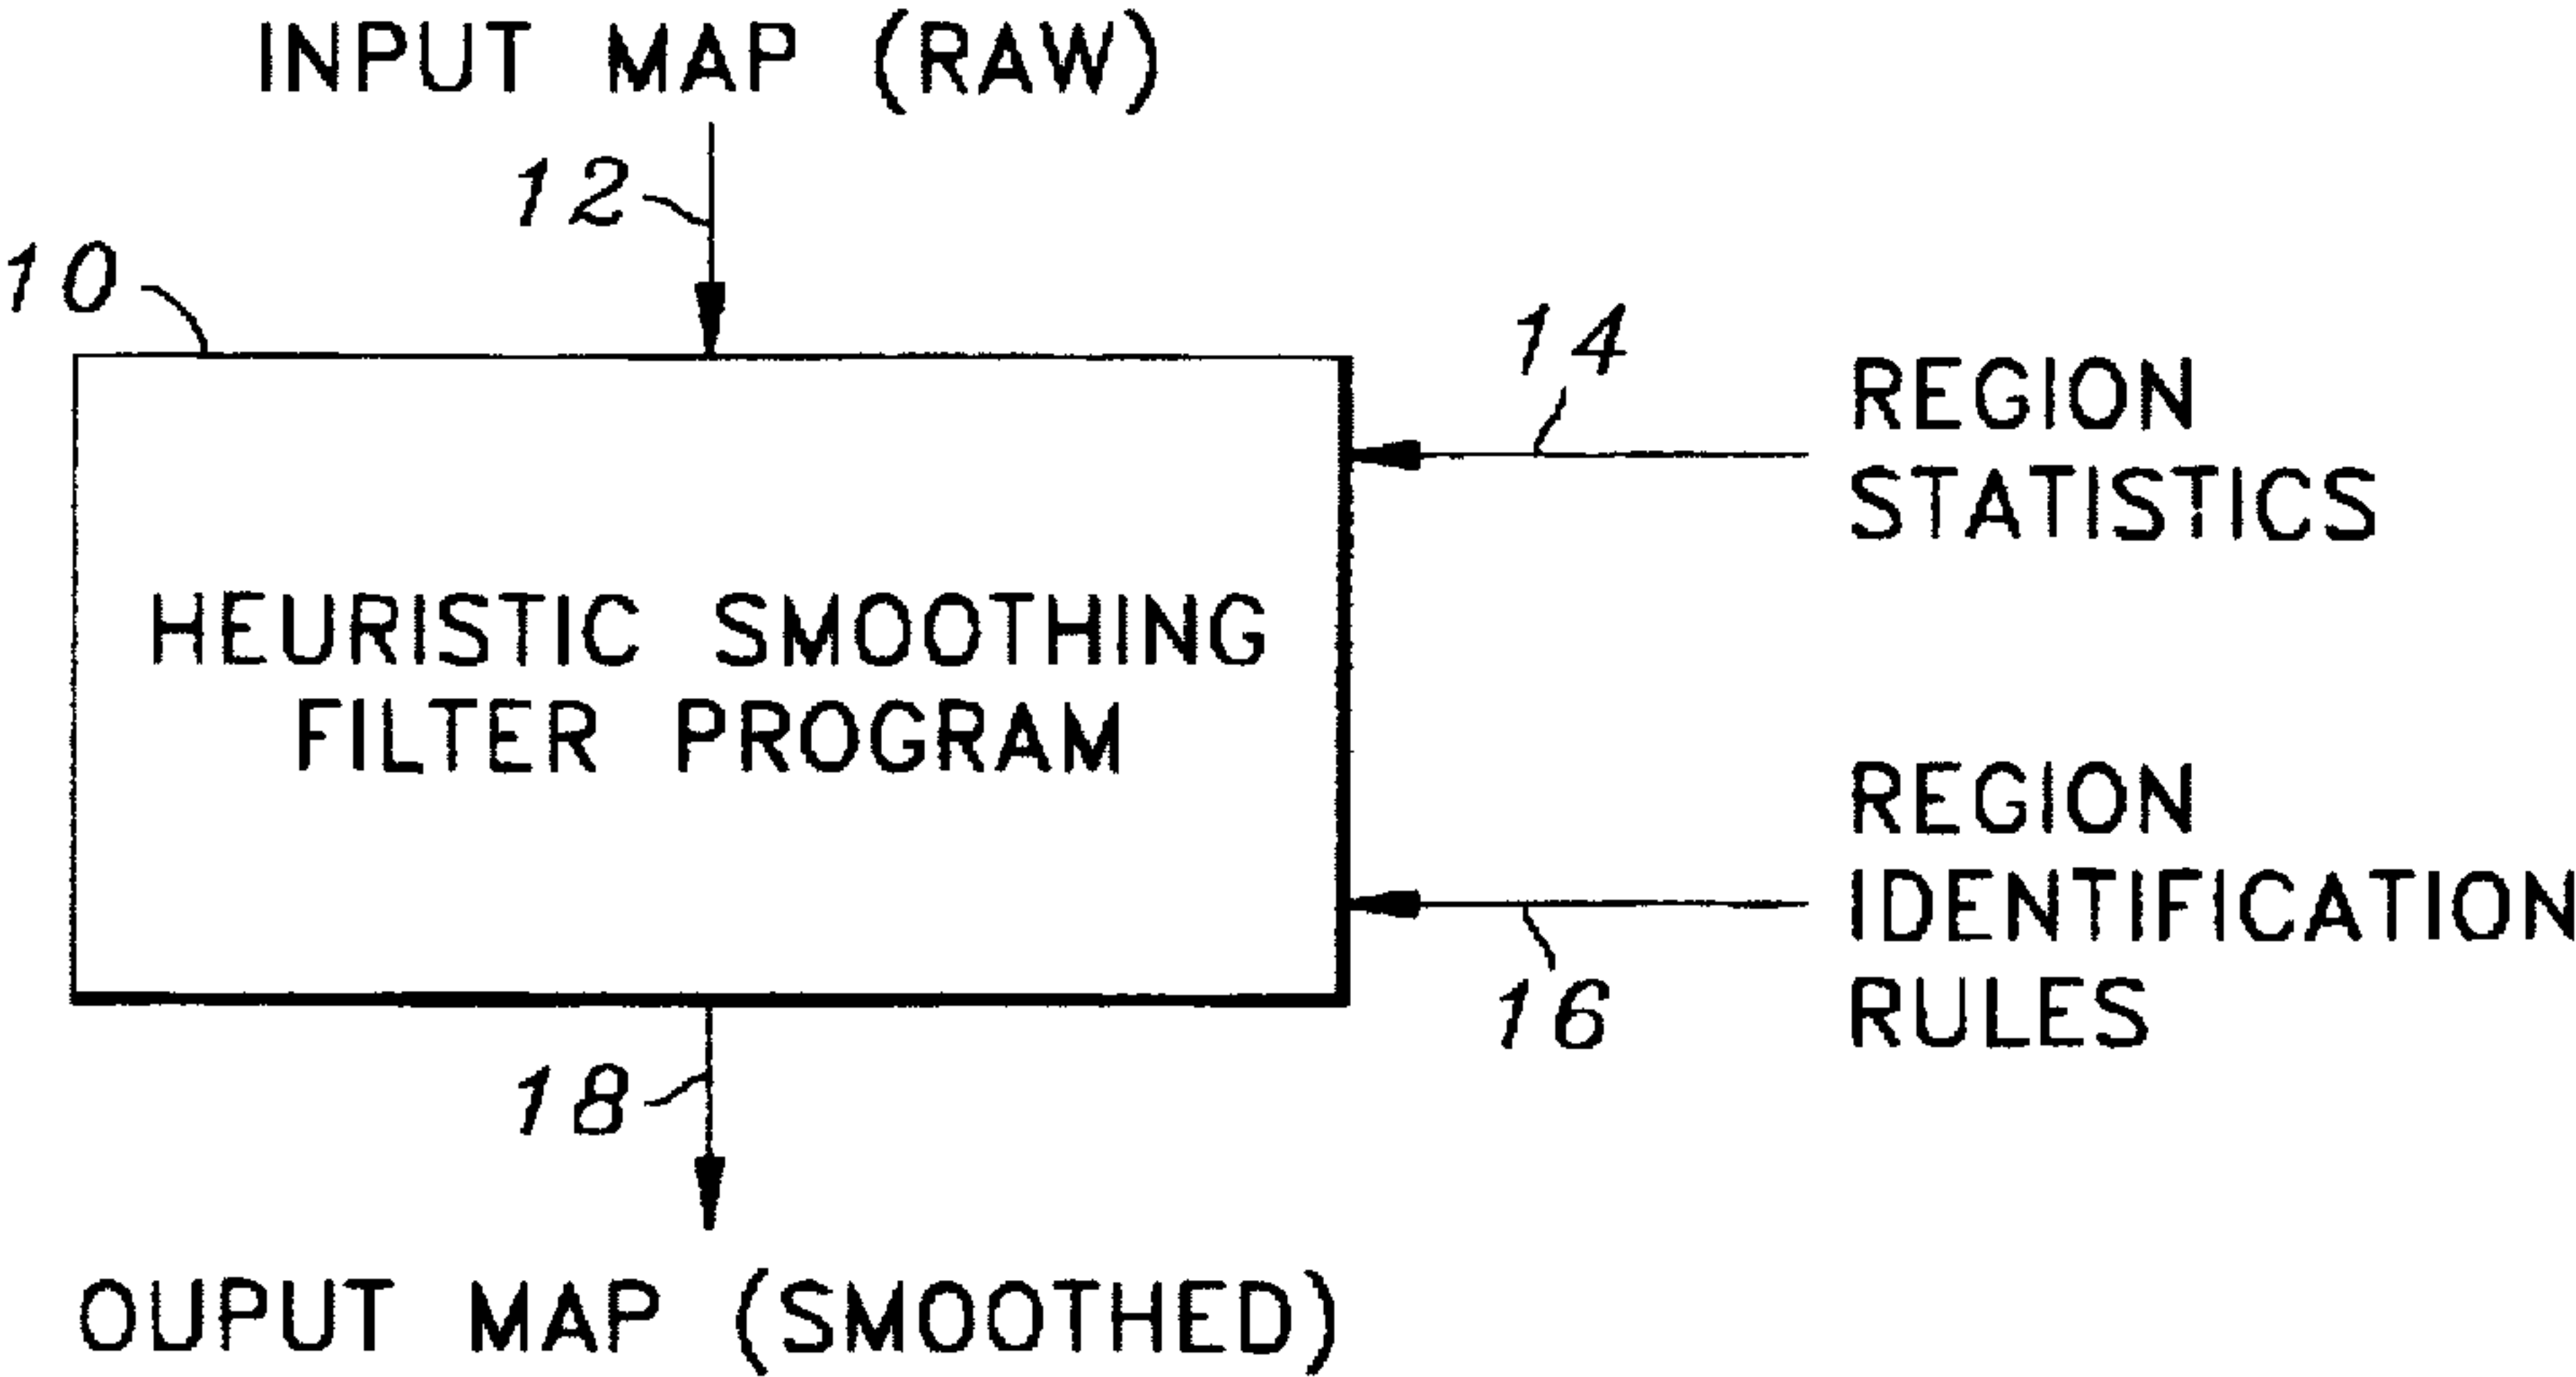 INPUT MAP (RAW)
12
10
14
REGION
STATISTICS
HEURISTIC SMOOTHING
FILTER PROGRAM
REGION
IDENTIFICATION
RULES
16
18
OUPUT MAP (SMOOTHED)